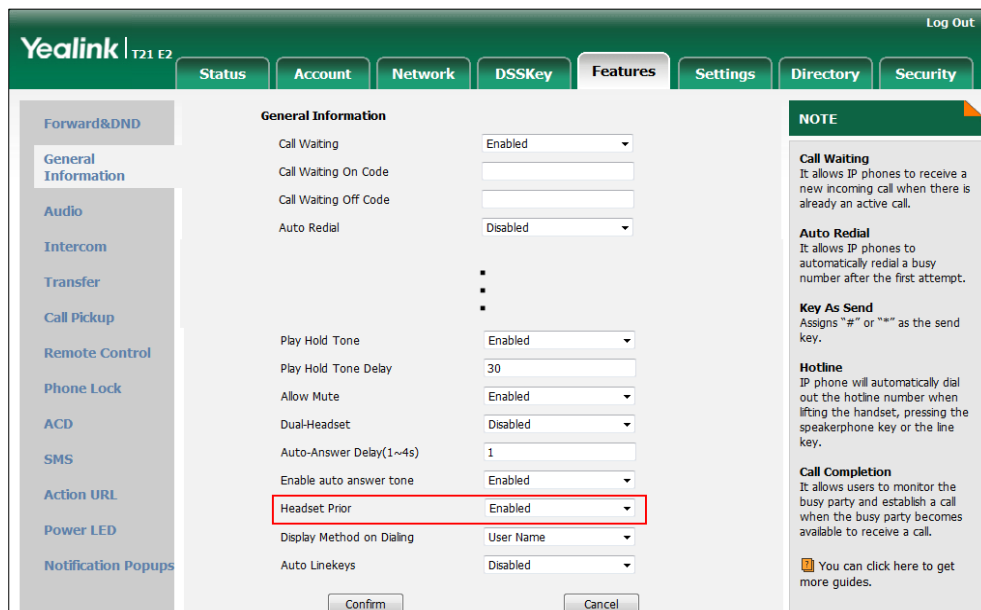 Log Out
Yealink T21 E2
Status Account Network DSSKey Features Settings Directory Security
Forward&DND
General
Information
Audio
Intercom
Transfer
Call Pickup
Remote Control
Phone Lock
ACD
SMS
Action URL
Power LED
Notification Popups
General Information
Call Waiting Enabled
Call Waiting On Code
Call Waiting Off Code
Auto Redial Disabled
Play Hold Tone Enabled
Play Hold Tone Delay 30
Allow Mute Enabled
Dual-Headset Disabled
Auto-Answer Delay(1~4s) 1
Enable auto answer tone Enabled
Headset Prior Enabled
Display Method on Dialing User Name
Auto Linekeys Disabled
Confirm Cancel
NOTE
Call Waiting
It allows IP phones to receive a
new incoming call when there is
already an active call.
Auto Redial
It allows IP phones to
automatically redial a busy
number after the first attempt.
Key As Send
Assigns "#" or "*" as the send
key.
Hotline
IP phone will automatically dial
out the hotline number when
lifting the handset, pressing the
speakerphone key or the line
key.
Call Completion
It allows users to monitor the
busy party and establish a call
when the busy party becomes
available to receive a call.
You can click here to get
more guides.